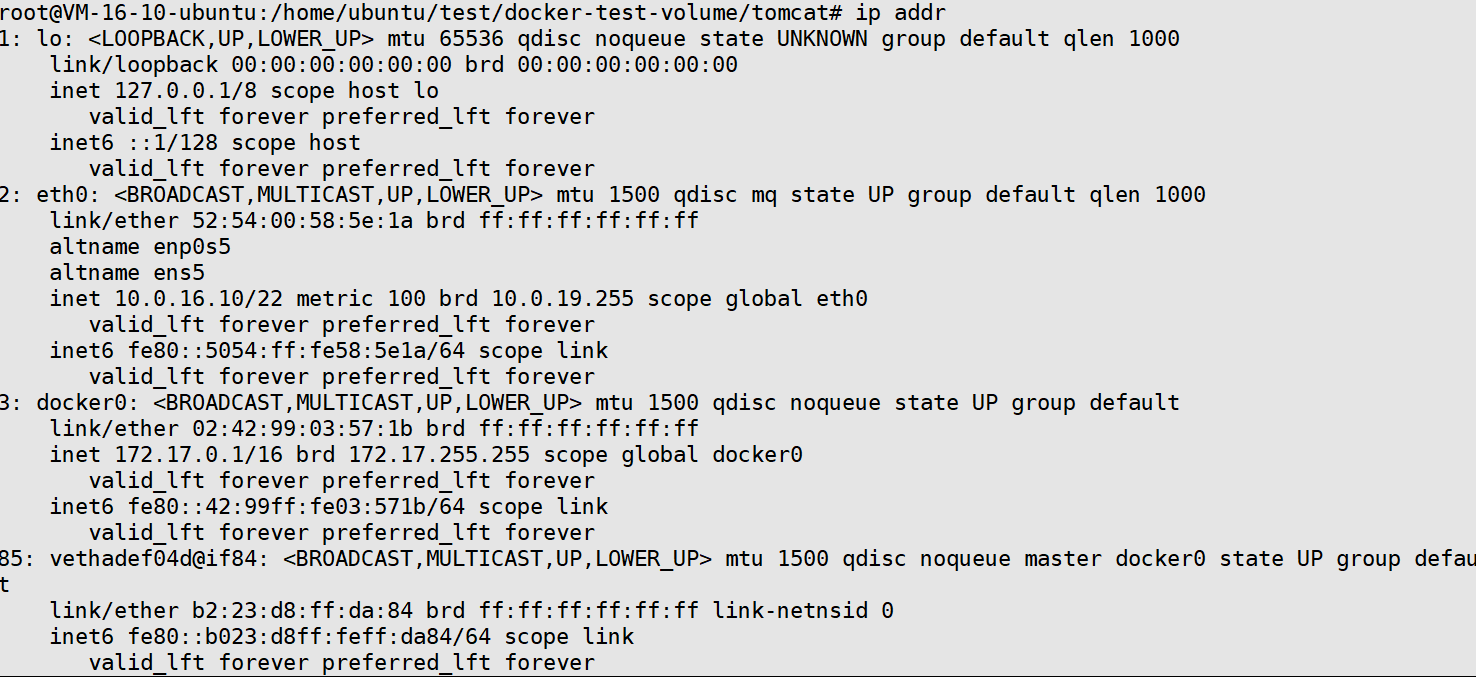 root@VM-16-10-ubuntu:/home/ubuntu/test/docker-test-volume/tomcat# ip addr
1: lo: <LOOPBACK,UP,LOWER_UP> mtu 65536 qdisc noqueue state UNKNOWN group default qlen 1000
    link/loopback 00:00:00:00:00:00 brd 00:00:00:00:00:00
    inet 127.0.0.1/8 scope host lo
       valid_lft forever preferred_lft forever
    inet6 ::1/128 scope host
       valid_lft forever preferred_lft forever
2: eth0: <BROADCAST,MULTICAST,UP,LOWER_UP> mtu 1500 qdisc mq state UP group default qlen 1000
    link/ether 52:54:00:58:5e:1a brd ff:ff:ff:ff:ff:ff
    altname enp0s5
    altname ens5
    inet 10.0.16.10/22 metric 100 brd 10.0.19.255 scope global eth0
       valid_lft forever preferred_lft forever
    inet6 fe80::5054:ff:fe58:5e1a/64 scope link
       valid_lft forever preferred_lft forever
3: docker0: <BROADCAST,MULTICAST,UP,LOWER_UP> mtu 1500 qdisc noqueue state UP group default
    link/ether 02:42:99:03:57:1b brd ff:ff:ff:ff:ff:ff
    inet 172.17.0.1/16 brd 172.17.255.255 scope global docker0
       valid_lft forever preferred_lft forever
    inet6 fe80::42:99ff:fe03:571b/64 scope link
       valid_lft forever preferred_lft forever
85: vethadef04d@if84: <BROADCAST,MULTICAST,UP,LOWER_UP> mtu 1500 qdisc noqueue master docker0 state UP group defau
t
    link/ether b2:23:d8:ff:da:84 brd ff:ff:ff:ff:ff:ff link-netnsid 0
    inet6 fe80::b023:d8ff:feff:da84/64 scope link
       valid_lft forever preferred_lft forever